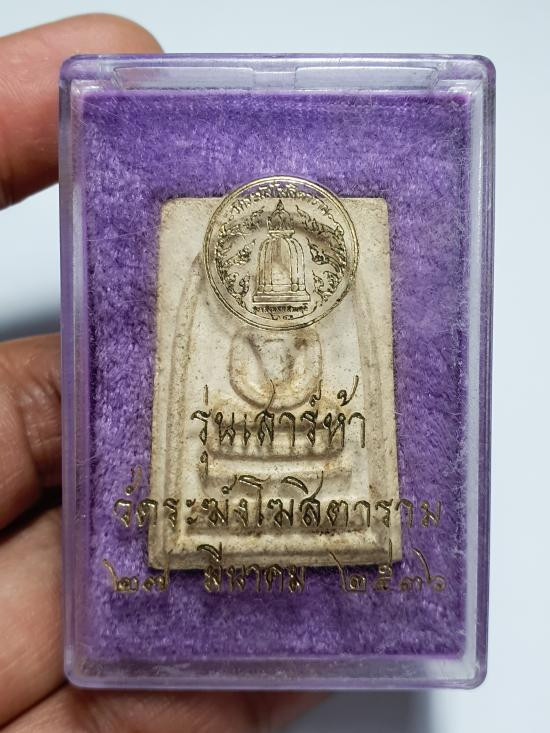 รุ่นเสาร์ห้า
วัดระฆังโฆสิตาราม
๒๗ มีนาคม ๒๕๓๖